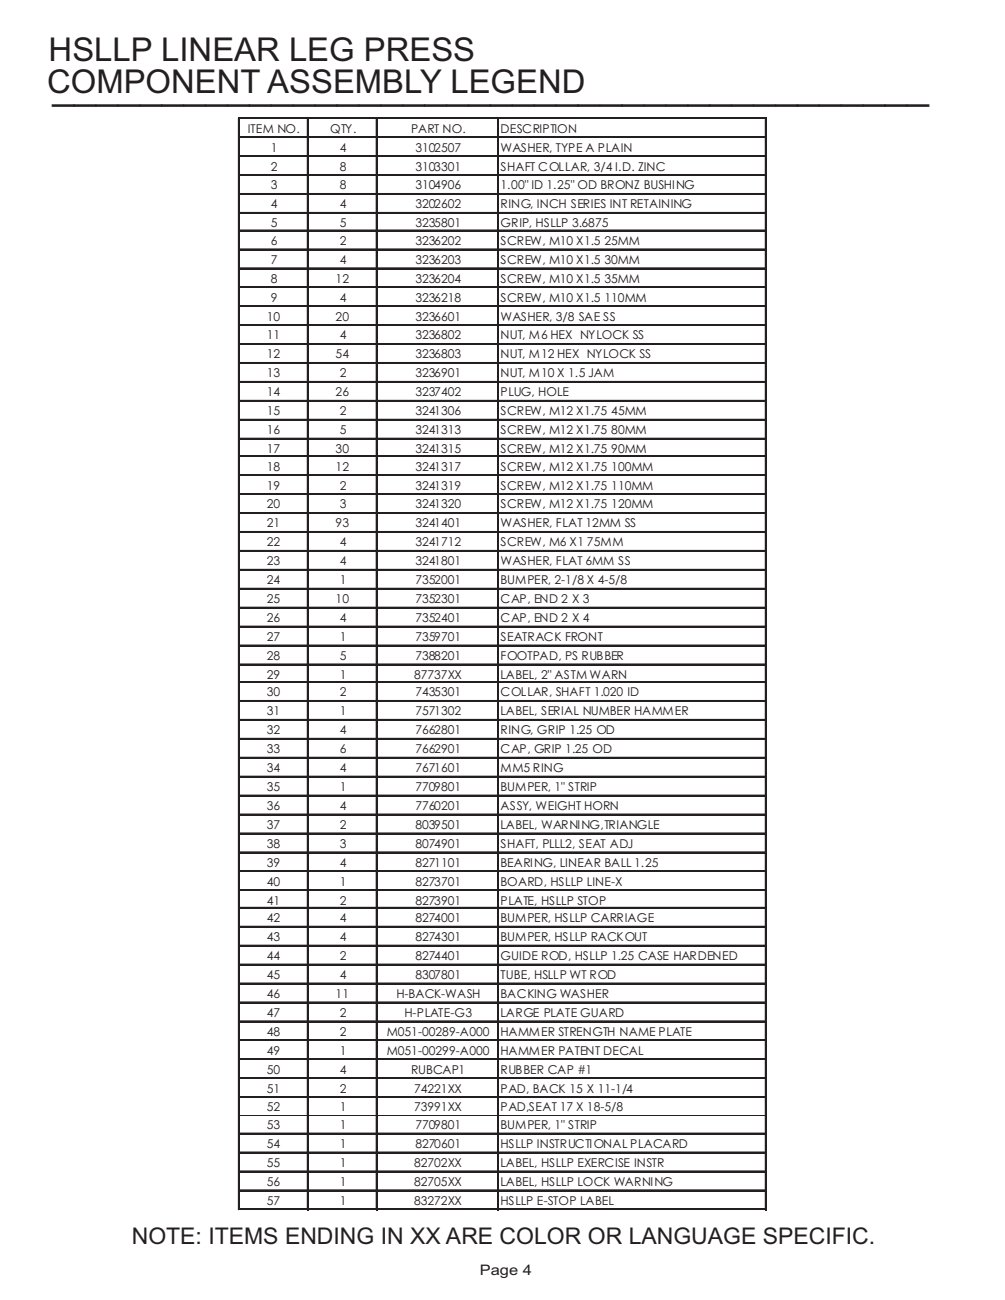 HSLLP LINEAR LEG PRESS
COMPONENT ASSEMBLY LEGEND
ITEM NO. QTY. PART NO. DESCRIPTION
1 4 3102507 WASHER, TYPE A PLAIN
2 8 3103301 SHAFT COLLAR, 3/4 I.D. ZINC
3 8 3104906 1.00" ID 1.25" OD BRONZ BUSHING
4 4 3202602 RING, INCH SERIES INT RETAINING
5 5 3235801 GRIP, HSLLP 3.6875
6 2 3236202 SCREW, M10 X1.5 25MM
7 4 3236203 SCREW, M10 X1.5 30MM
8 12 3236204 SCREW, M10 X1.5 35MM
9 4 3236218 SCREW, M10 X1.5 110MM
10 20 3236601 WASHER, 3/8 SAE SS
11 4 3236802 NUT, M6 HEX NYLOCK SS
12 54 3236803 NUT, M12 HEX NYLOCK SS
13 2 3236901 NUT, M10 X 1.5 JAM
14 26 3237402 PLUG, HOLE
15 2 3241306 SCREW, M12 X1.75 45MM
16 5 3241313 SCREW, M12 X1.75 80MM
17 30 3241315 SCREW, M12 X1.75 90MM
18 12 3241317 SCREW, M12 X1.75 100MM
19 2 3241319 SCREW, M12 X1.75 110MM
20 3 3241320 SCREW, M12 X1.75 120MM
21 93 3241401 WASHER, FLAT 12MM SS
22 4 3241712 SCREW, M6 X1 75MM
23 4 3241801 WASHER, FLAT 6MM SS
24 1 7352001 BUMPER, 2-1/8 X 4-5/8
25 10 7352301 CAP, END 2 X 3
26 4 7352401 CAP, END 2 X 4
27 1 7359701 SEATRACK FRONT
28 5 7388201 FOOTPAD, PS RUBBER
29 1 87737XX LABEL, 2" ASTM WARN
30 2 7435301 COLLAR, SHAFT 1.020 ID
31 1 7571302 LABEL, SERIAL NUMBER HAMMER
32 4 7662801 RING, GRIP 1.25 OD
33 6 7662901 CAP, GRIP 1.25 OD
34 4 7671601 MM5 RING
35 1 7709801 BUMPER, 1" STRIP
36 4 7760201 ASSY, WEIGHT HORN
37 2 8039501 LABEL, WARNING,TRIANGLE
38 3 8074901 SHAFT, PLLL2, SEAT ADJ
39 4 8271101 BEARING, LINEAR BALL 1.25
40 1 8273701 BOARD, HSLLP LINE-X
41 2 8273901 PLATE, HSLLP STOP
42 4 8274001 BUMPER, HSLLP CARRIAGE
43 4 8274301 BUMPER, HSLLP RACKOUT
44 2 8274401 GUIDE ROD, HSLLP 1.25 CASE HARDENED
45 4 8307801 TUBE, HSLLP WT ROD
46 11 H-BACK-WASH BACKING WASHER
47 2 H-PLATE-G3 LARGE PLATE GUARD
48 2 M051-00289-A000 HAMMER STRENGTH NAME PLATE
49 1 M051-00299-A000 HAMMER PATENT DECAL
50 4 RUBCAP1 RUBBER CAP #1
51 2 74221XX PAD, BACK 15 X 11-1/4
52 1 73991XX PAD,SEAT 17 X 18-5/8
53 1 7709801 BUMPER, 1" STRIP
54 1 8270601 HSLLP INSTRUCTIONAL PLACARD
55 1 82702XX LABEL, HSLLP EXERCISE INSTR
56 1 82705XX LABEL, HSLLP LOCK WARNING
57 1 83272XX HSLLP E-STOP LABEL
NOTE: ITEMS ENDING IN XX ARE COLOR OR LANGUAGE SPECIFIC.
Page 4